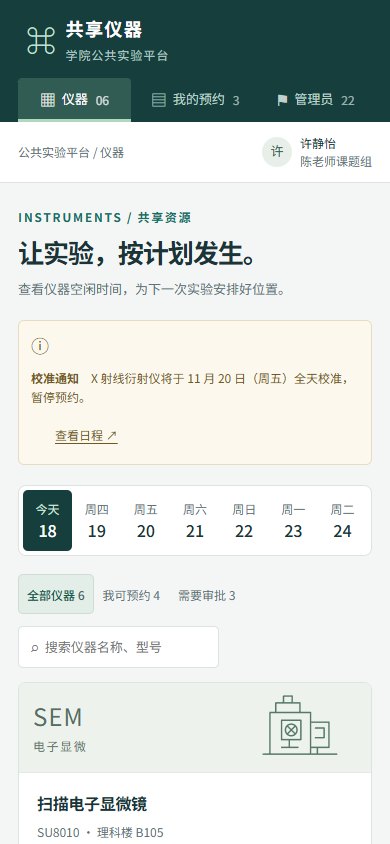 共享仪器
学院公共实验平台
仪器 06
我的预约 3
管理员 22
公共实验平台 / 仪器
许
许静怡
陈老师课题组
INSTRUMENTS / 共享资源
让实验，按计划发生。
查看仪器空闲时间，为下一次实验安排好位置。
校准通知 X 射线衍射仪将于 11 月 20 日（周五）全天校准，
暂停预约。
查看日程 ↗
今天 周四 周五 周六 周日 周一 周二
18 19 20 21 22 23 24
全部仪器 6 我可预约 4 需要审批 3
搜索仪器名称、型号
SEM
电子显微
扫描电子显微镜
SU8010 · 理科楼 B105